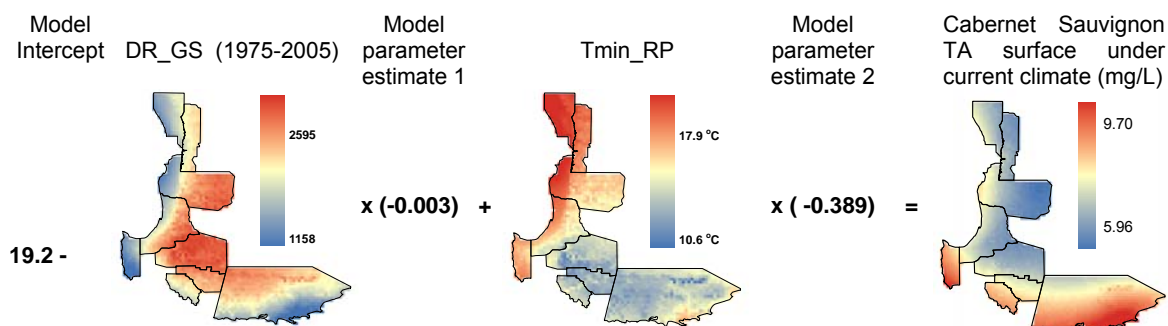 Model
Intercept
DR_GS (1975-2005)
Model
parameter
estimate 1
Tmin_RP
Model
parameter
estimate 2
Cabernet Sauvignon
TA surface under
current climate (mg/L)
19.2 -
2595
1158
x (-0.003) +
17.9 °C
10.6 °C
x ( -0.389) =
9.70
5.96